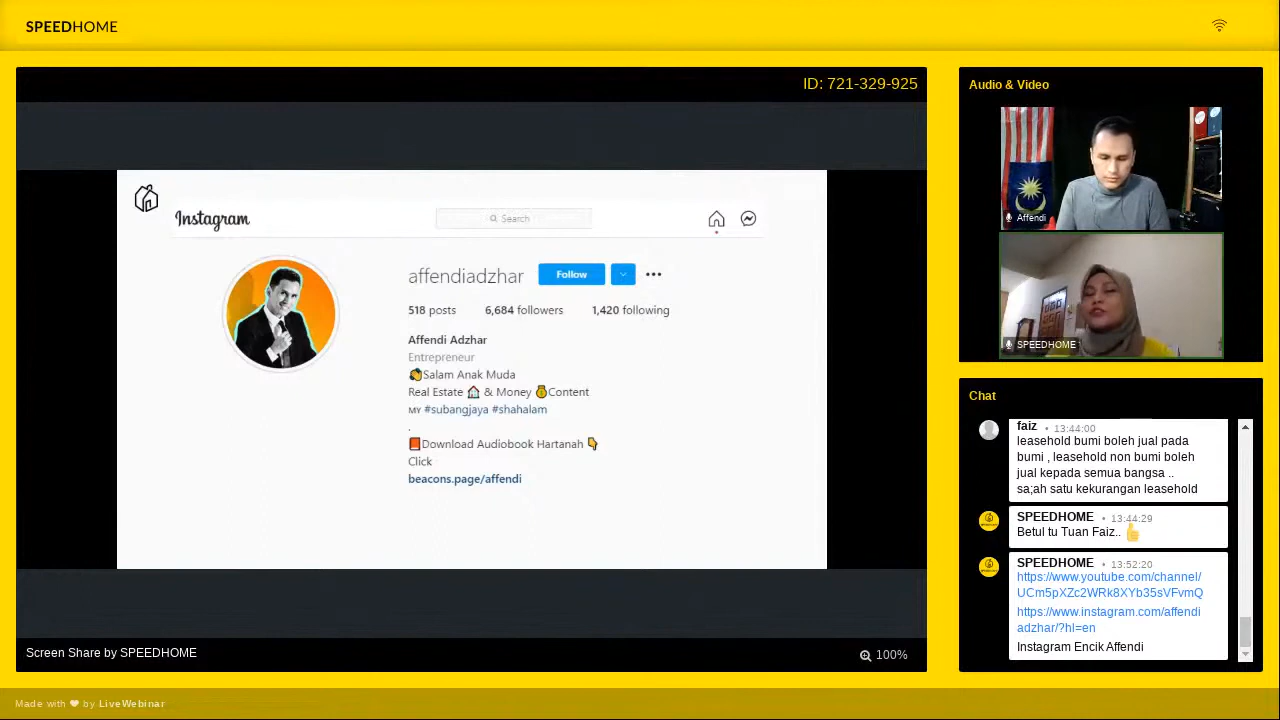 SPEEDHOME
ID: 721-329-925
Instagram
Search
affendiadzhar Follow
518 posts 6,684 followers 1,420 following
Affendi Adzhar
Entrepreneur
👏Salam Anak Muda
Real Estate 🏠 & Money 💰Content
MY #subangjaya #shahalam
.
📕Download Audiobook Hartanah 👇
Click
beacons.page/affendi
Screen Share by SPEEDHOME
100%
Audio & Video
Affendi
SPEEDHOME
Chat
faiz • 13:44:00
leasehold bumi boleh jual pada
bumi , leasehold non bumi boleh
jual kepada semua bangsa ..
sa;ah satu kekurangan leasehold
SPEEDHOME • 13:44:29
Betul tu Tuan Faiz.. 👍
SPEEDHOME • 13:52:20
https://www.youtube.com/channel/
UCm5pXZc2WRk8XYb35sVFvmQ
https://www.instagram.com/affendi
adzhar/?hl=en
Instagram Encik Affendi
Made with ❤ by LiveWebinar